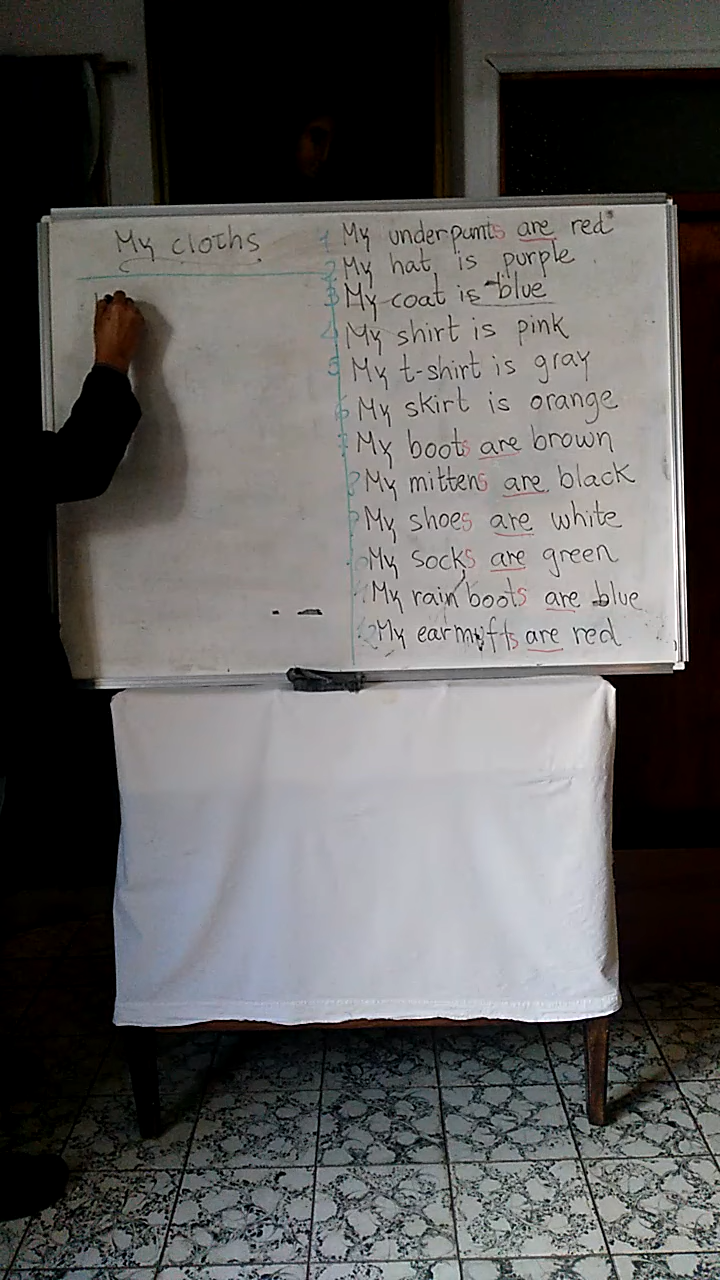 My cloths
1 My underpants are red
2 My hat is purple
3 My coat is blue
4 My shirt is pink
5 My t-shirt is gray
6 My skirt is orange
7 My boots are brown
8 My mittens are black
9 My shoes are white
10 My socks are green
11 My rain boots are blue
12 My earmuffs are red